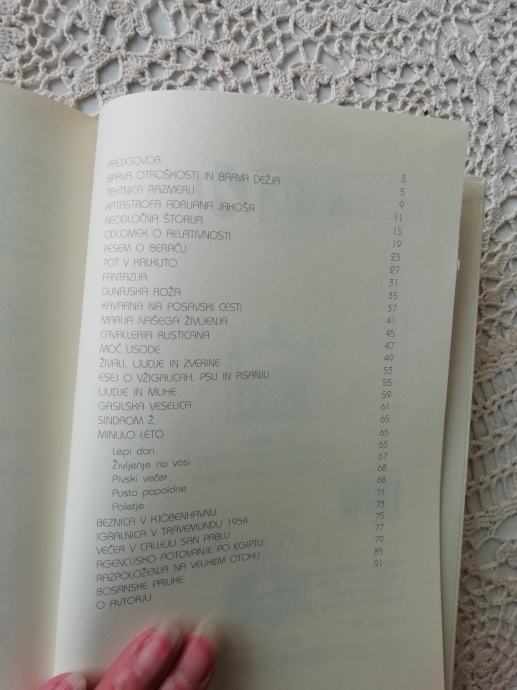 PREDGOVOR 3
BARVA OTROŠKOSTI IN BARVA DEŽJA 5
TEHTNICA RAZMERIJ 9
KATASTROFA ADRIJANA JAKOŠA 11
NEODLOČNA ŠTORIJA 15
ODLOMEK O RELATIVNOSTI 19
PESEM O BERAČU 23
POT V KALKUTO 27
FANTAZIJA 31
DUNAJSKA ROŽA 35
KAVARNA NA POSAVSKI CESTI 37
MARIJA NAŠEGA ŽIVLJENJA 41
CAVALLERIA RUSTICANA 45
MOČ USODE 47
ŽIVALI, LJUDJE IN ZVERINE 49
ESEJ O VŽIGALICAH, PSU IN PISANJU 53
LJUDJE IN MUHE 55
GASILSKA VESELICA 59
SINDROM Ž 61
MINULO LETO 65
Lepi dan 65
Življenje na vasi 65
Pivski večer 67
Pusto popoldne 68
Poletje 68
BEZNICA V KJÖBENHAVNU 71
IGRALNICA V TRAVEMÜNDU 1954 73
VEČER V CALLEJU SAN PABLU 75
AGENCIJSKO POTOVANJE PO EGIPTU 77
RAZPOLOŽENJA NA VELIKEM OTOKU 79
BOSANSKE PRILIKE 85
O AVTORJU 91